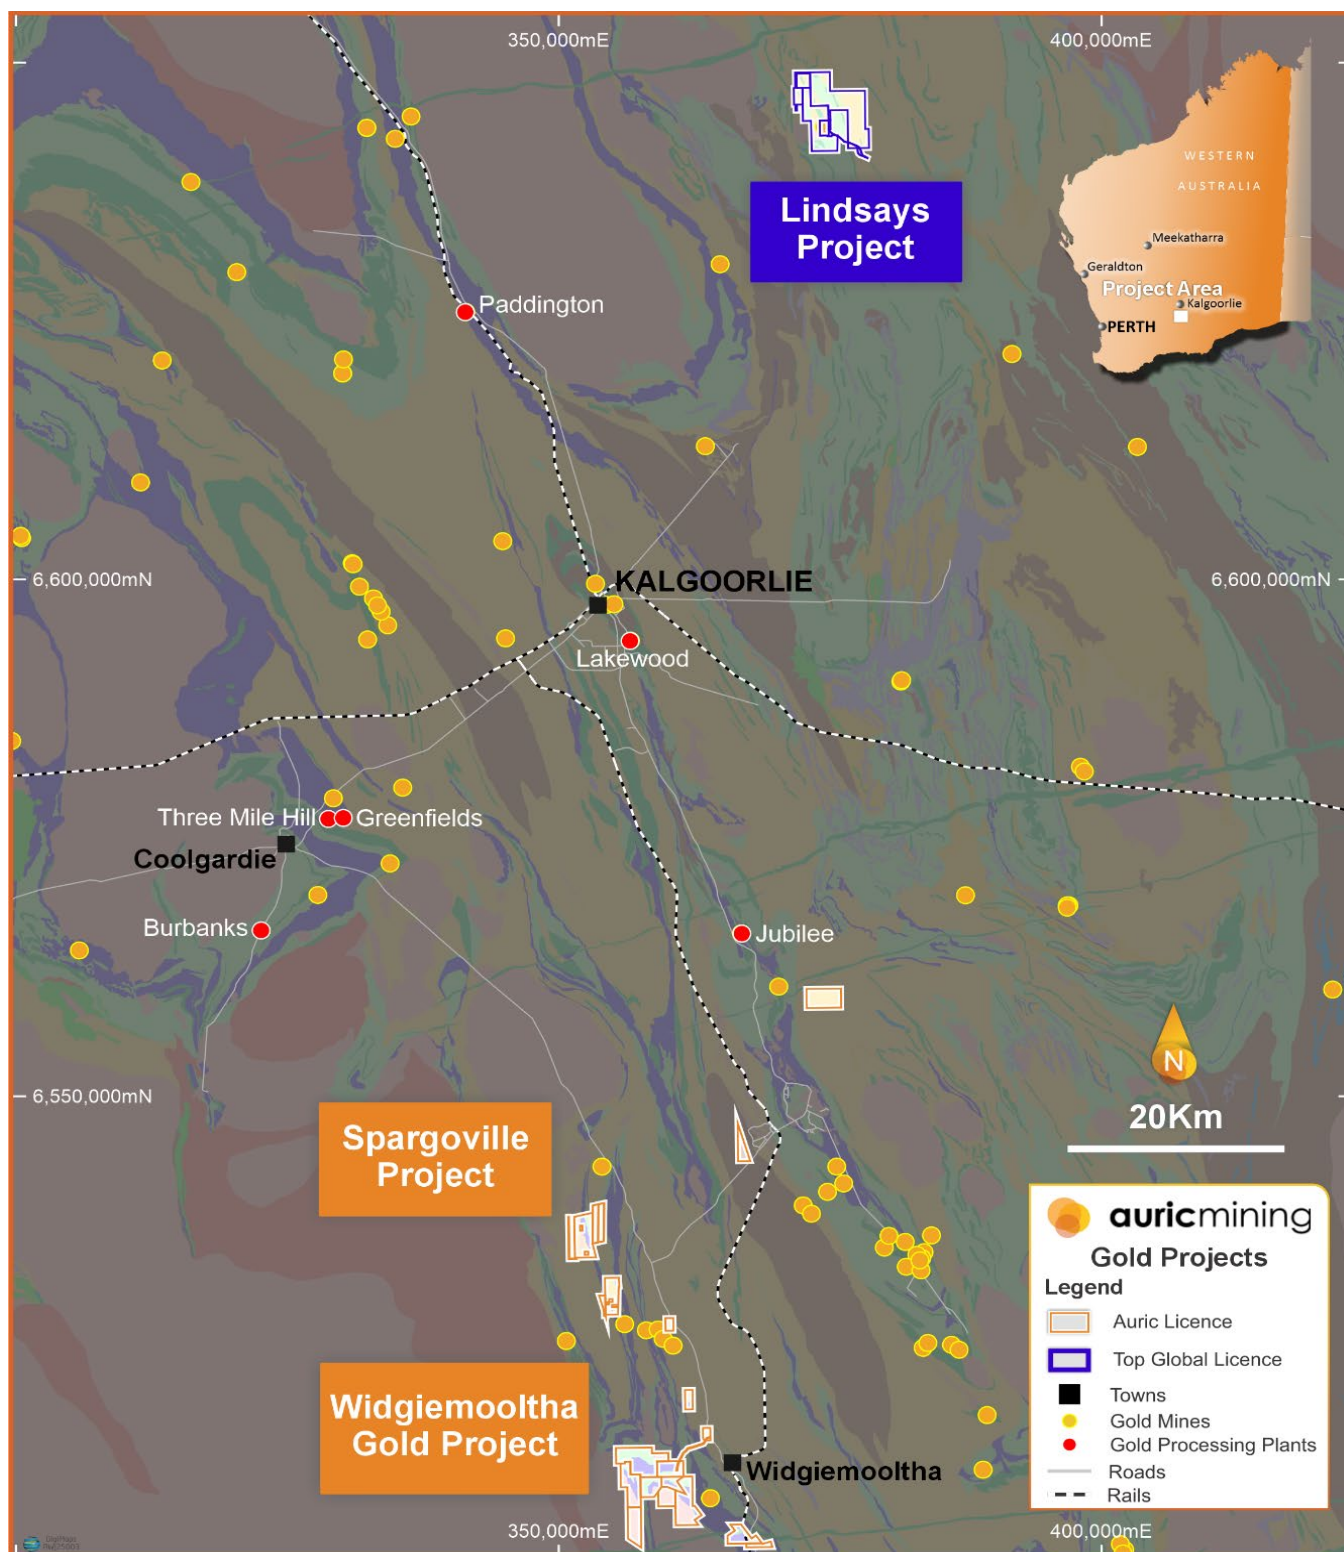 350,000mE
400,000mE
WESTERN
AUSTRALIA
Meekatharra
Geraldton
Project Area
Kalgoorlie
PERTH
Lindsays
Project
Paddington
6,600,000mN
KALGOORLIE
6,600,000mN
Lakewood
Three Mile Hill
Greenfields
Coolgardie
Burbanks
Jubilee
N
20Km
6,550,000mN
Spargoville
Project
Widgiemooltha
Gold Project
Widgiemooltha
auricmining
Gold Projects
Legend
Auric Licence
Top Global Licence
Towns
Gold Mines
Gold Processing Plants
Roads
Rails
350,000mE
400,000mE